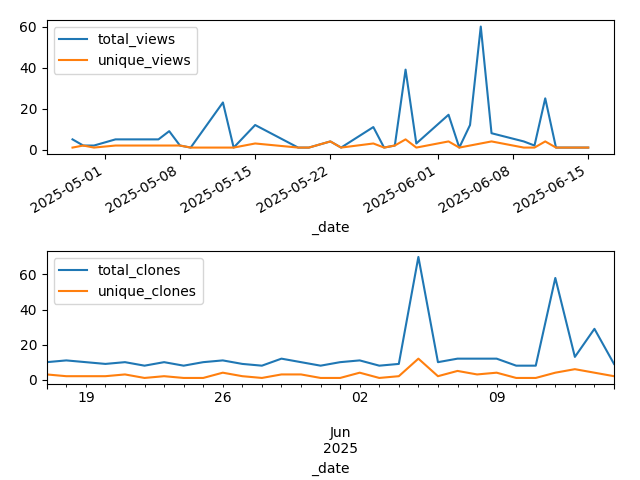 60
40
20
0
total_views
unique_views
2025-05-01
2025-05-08
2025-05-15
2025-05-22
2025-06-01
2025-06-08
2025-06-15
_date
60
40
20
0
total_clones
unique_clones
19
26
02
09
Jun
2025
_date